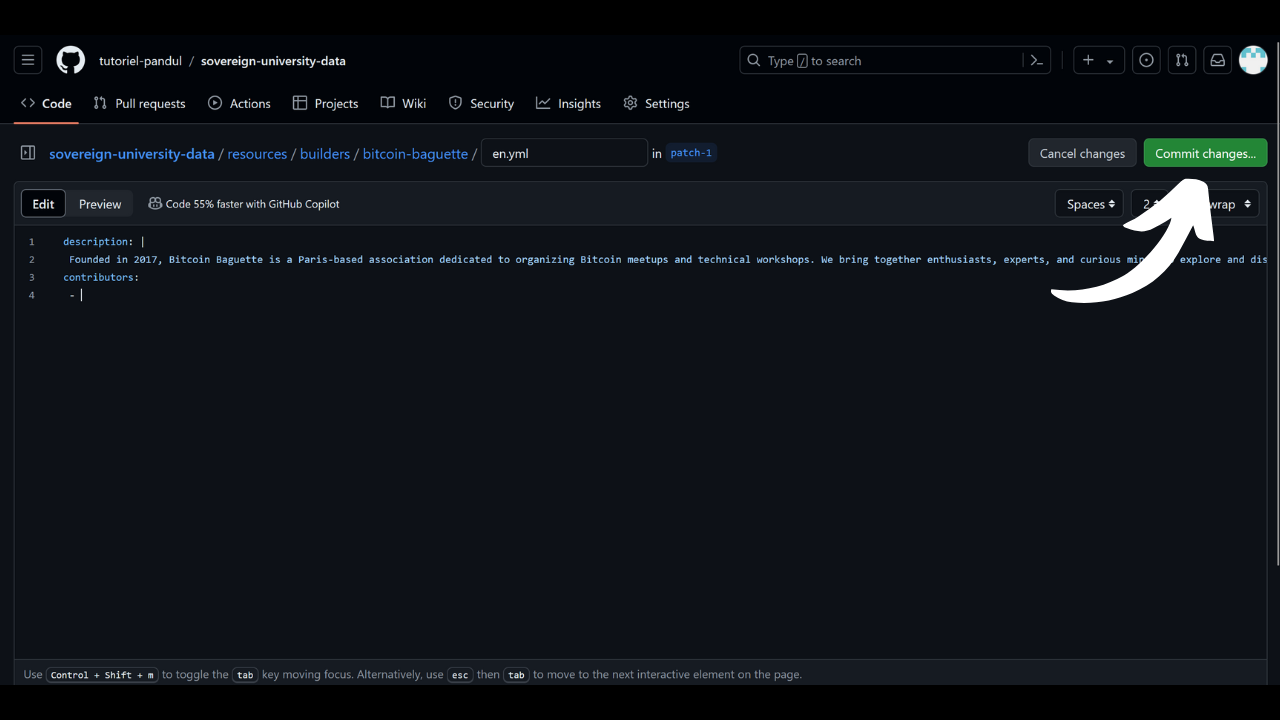 tutoriel-pandul / sovereign-university-data
Type / to search
Code Pull requests Actions Projects Wiki Security Insights Settings
sovereign-university-data / resources / builders / bitcoin-baguette / en.yml in patch-1
Cancel changes Commit changes...
Edit Preview Code 55% faster with GitHub Copilot
Spaces 2 wrap
1 description: |
2 Founded in 2017, Bitcoin Baguette is a Paris-based association dedicated to organizing Bitcoin meetups and technical workshops. We bring together enthusiasts, experts, and curious explore and dis
3 contributors:
4 -
Use Control + Shift + m to toggle the tab key moving focus. Alternatively, use esc then tab to move to the next interactive element on the page.